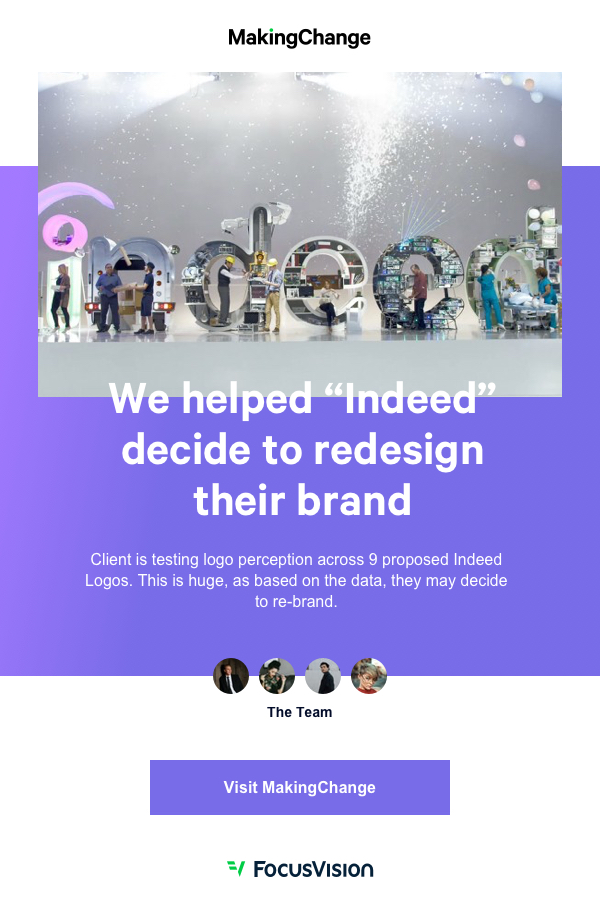 MakingChange
indeed
We helped “Indeed”
decide to redesign
their brand
Client is testing logo perception across 9 proposed Indeed
Logos. This is huge, as based on the data, they may decide
to re-brand.
The Team
Visit MakingChange
FocusVision